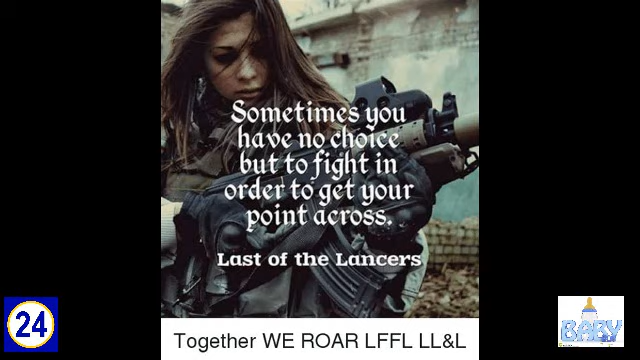 Sometimes you
have no choice
but to fight in
order to get your
point across.
Last of the Lancers
Together WE ROAR LFFL LL&L
24
BABY